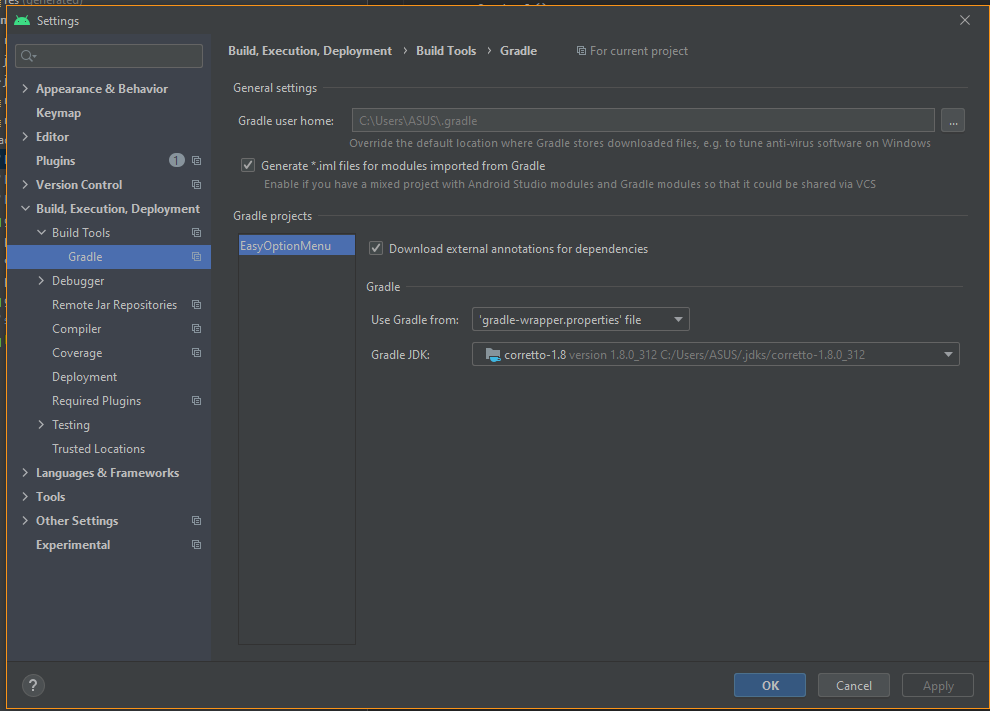 Settings
Build, Execution, Deployment › Build Tools › Gradle For current project
Appearance & Behavior
Keymap
Editor
Plugins 1
Version Control
Build, Execution, Deployment
Build Tools
Gradle
Debugger
Remote Jar Repositories
Compiler
Coverage
Deployment
Required Plugins
Testing
Trusted Locations
Languages & Frameworks
Tools
Other Settings
Experimental
General settings
Gradle user home: C:\Users\ASUS\.gradle ...
Override the default location where Gradle stores downloaded files, e.g. to tune anti-virus software on Windows
Generate *.iml files for modules imported from Gradle
Enable if you have a mixed project with Android Studio modules and Gradle modules so that it could be shared via VCS
Gradle projects
EasyOptionMenu
Download external annotations for dependencies
Gradle
Use Gradle from: 'gradle-wrapper.properties' file
Gradle JDK: corretto-1.8 version 1.8.0_312 C:/Users/ASUS/.jdks/corretto-1.8.0_312
?
OK
Cancel
Apply